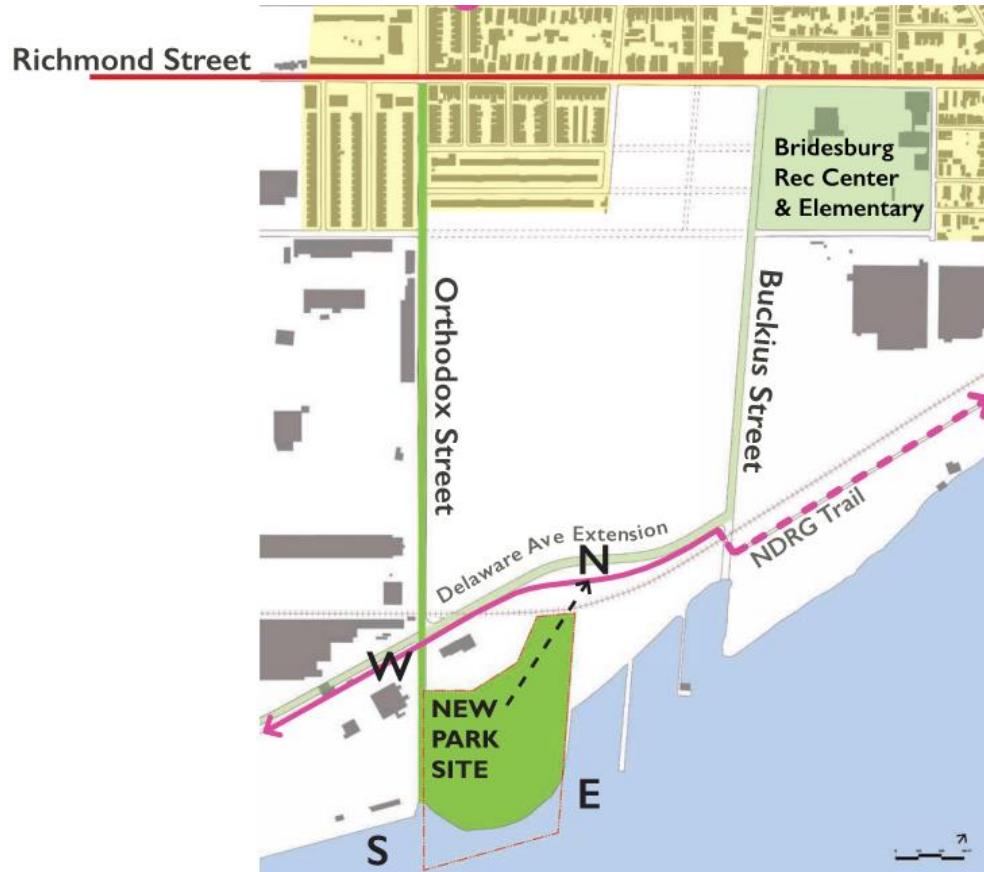 Richmond Street
Bridesburg
Rec Center
& Elementary
Orthodox Street
Buckius Street
Delaware Ave Extension
NDRG Trail
N
W
NEW
PARK
SITE
E
S